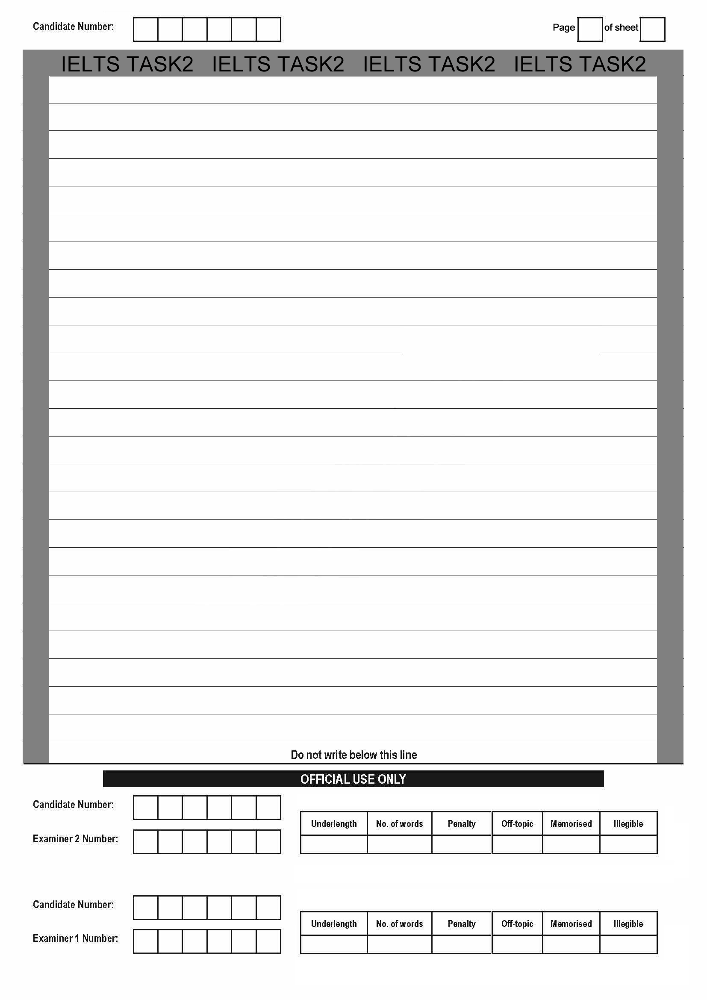 Candidate Number:
Page of sheet
IELTS TASK2 IELTS TASK2 IELTS TASK2 IELTS TASK2
Do not write below this line
OFFICIAL USE ONLY
Candidate Number:
Underlength No. of words Penalty Off-topic Memorised Illegible
Examiner 2 Number:
Candidate Number:
Underlength No. of words Penalty Off-topic Memorised Illegible
Examiner 1 Number: